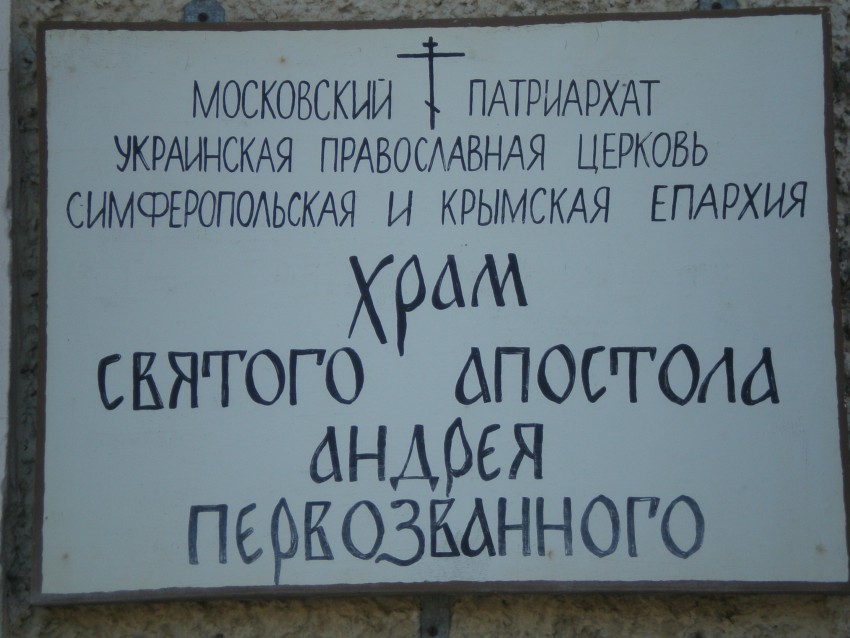 МОСКОВСКИЙ ПАТРИАРХАТ
УКРАИНСКАЯ ПРАВОСЛАВНАЯ ЦЕРКОВЬ
СИМФЕРОПОЛЬСКАЯ И КРЫМСКАЯ ЕПАРХИЯ
ХРАМ
СВЯТОГО АПОСТОЛА
АНДРЕЯ
ПЕРВОЗВАННОГО